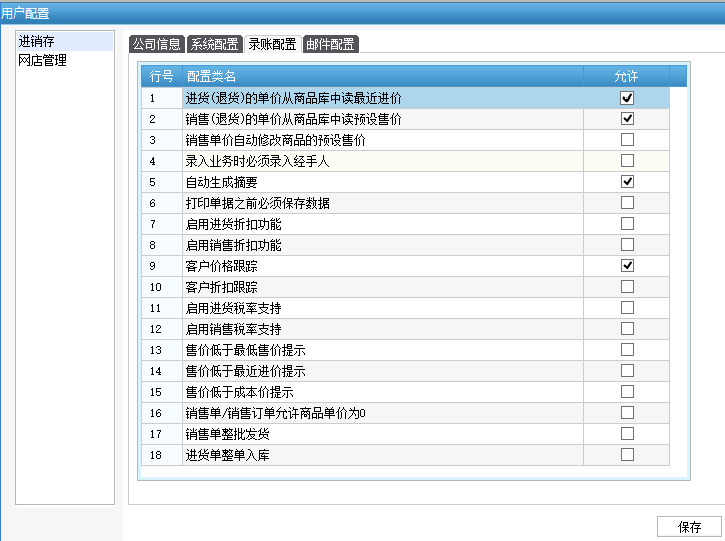 用户配置
进销存
网店管理
公司信息 系统配置 录账配置 邮件配置
行号 配置类名 允许
1 进货(退货)的单价从商品库中读最近进价
2 销售(退货)的单价从商品库中读预设售价
3 销售单价自动修改商品的预设售价
4 录入业务时必须录入经手人
5 自动生成摘要
6 打印单据之前必须保存数据
7 启用进货折扣功能
8 启用销售折扣功能
9 客户价格跟踪
10 客户折扣跟踪
11 启用进货税率支持
12 启用销售税率支持
13 售价低于最低售价提示
14 售价低于最近进价提示
15 售价低于成本价提示
16 销售单/销售订单允许商品单价为0
17 销售单整批发货
18 进货单整单入库
保存